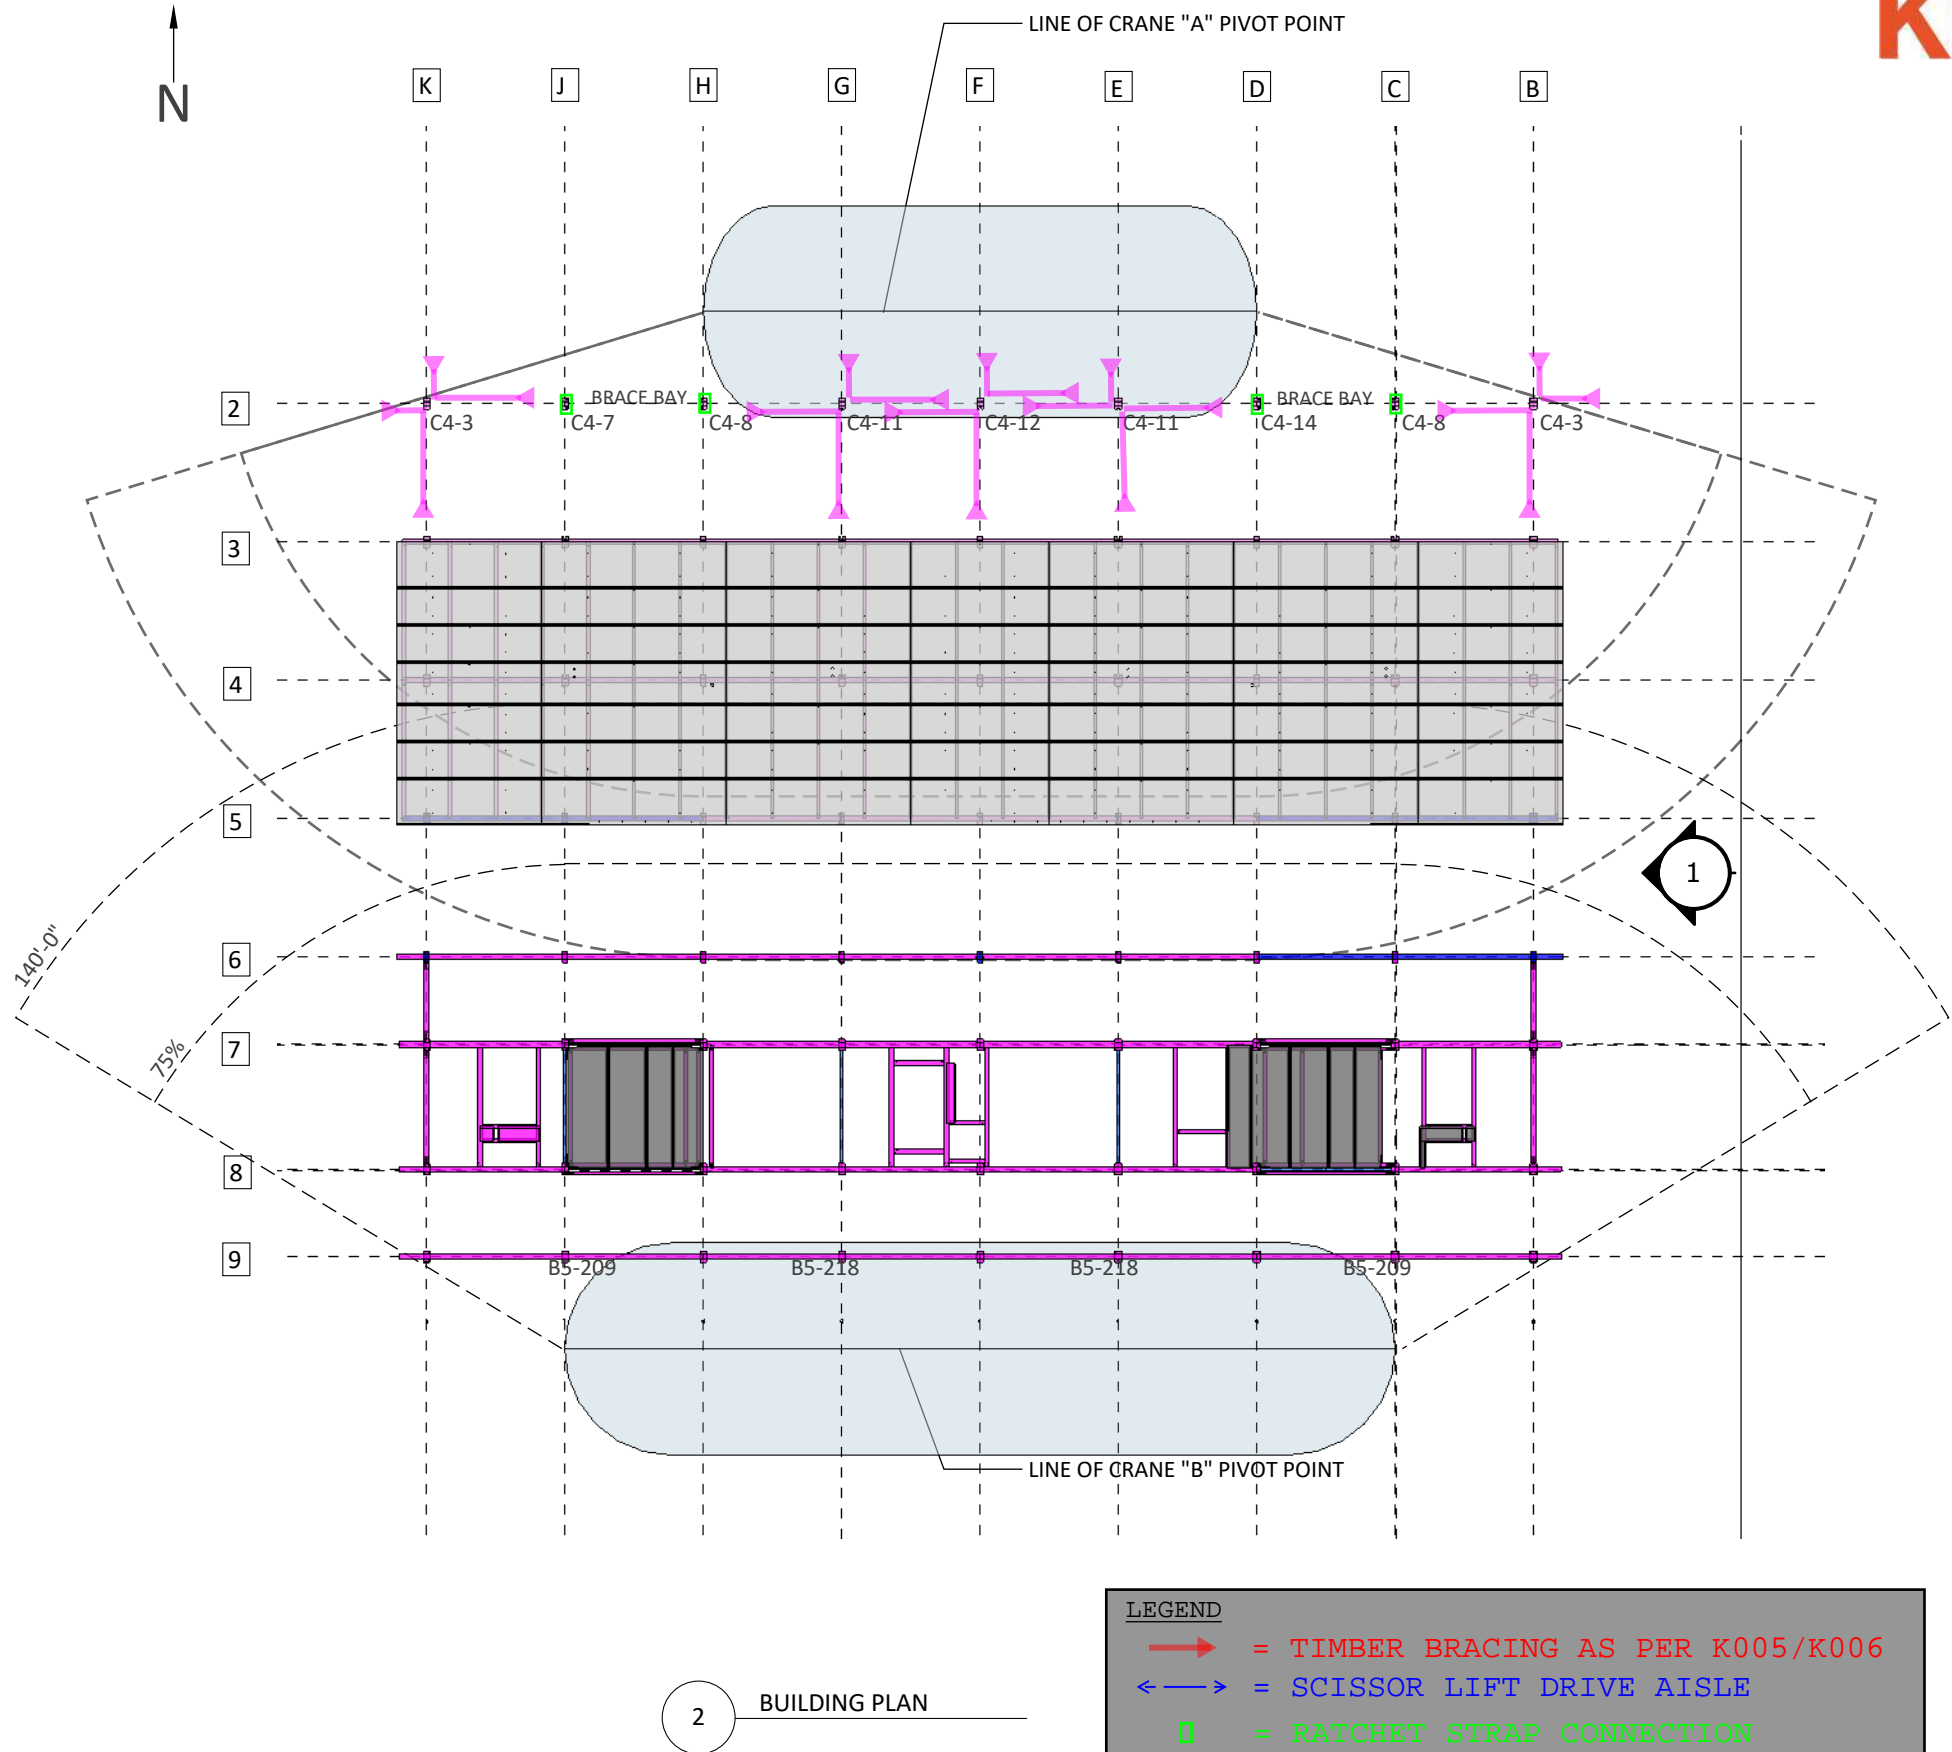 LINE OF CRANE "A" PIVOT POINT
K
N
K J H G F E D C B
2
BRACE BAY
BRACE BAY
C4-3 C4-7 C4-8 C4-11 C4-12 C4-11 C4-14 C4-8 C4-3
3
4
5
1
6
140'-0"
7
75%
8
9
B5-209 B5-218 B5-218 B5-209
LINE OF CRANE "B" PIVOT POINT
LEGEND
= TIMBER BRACING AS PER K005/K006
= SCISSOR LIFT DRIVE AISLE
= RATCHET STRAP CONNECTION
2 BUILDING PLAN